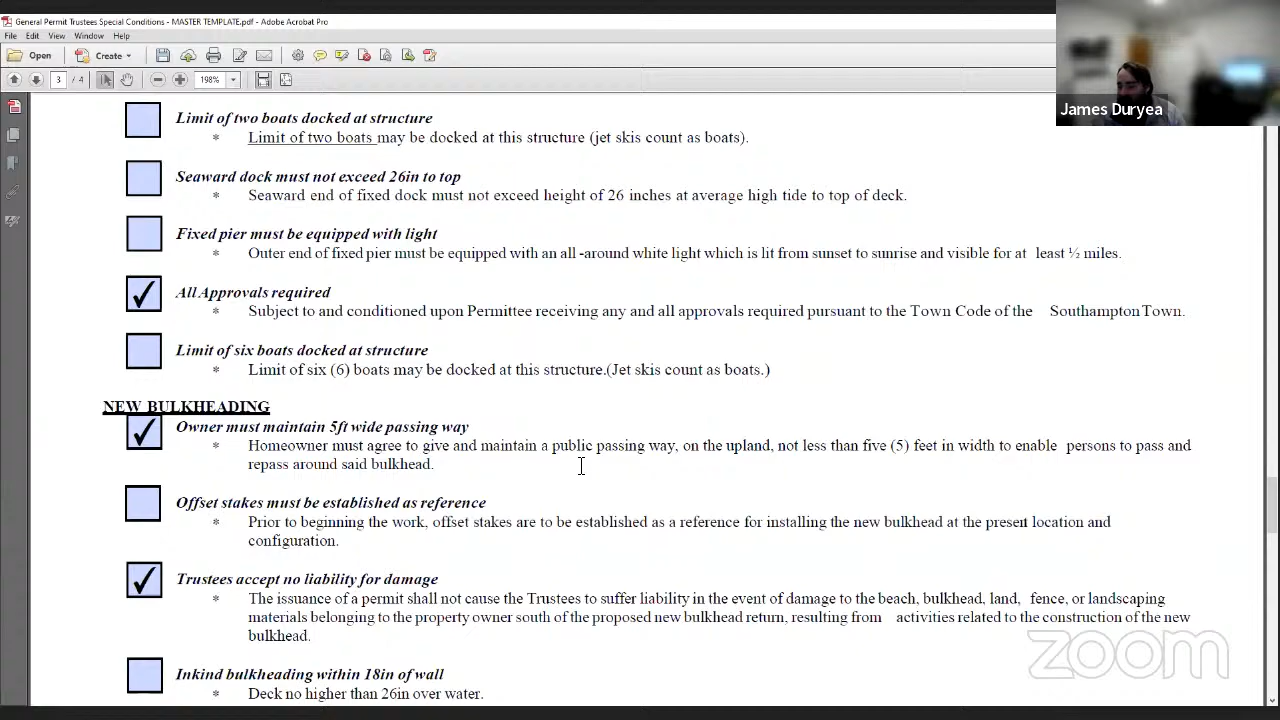 General Permit Trustees Special Conditions - MASTER TEMPLATE.pdf - Adobe Acrobat Pro
File Edit View Window Help
Open Create
3 / 4 198%
James Duryea
Limit of two boats docked at structure
* Limit of two boats may be docked at this structure (jet skis count as boats).
Seaward dock must not exceed 26in to top
* Seaward end of fixed dock must not exceed height of 26 inches at average high tide to top of deck.
Fixed pier must be equipped with light
* Outer end of fixed pier must be equipped with an all -around white light which is lit from sunset to sunrise and visible for at least ½ miles.
All Approvals required
* Subject to and conditioned upon Permittee receiving any and all approvals required pursuant to the Town Code of the Southampton Town.
Limit of six boats docked at structure
* Limit of six (6) boats may be docked at this structure.(Jet skis count as boats.)
NEW BULKHEADING
Owner must maintain 5ft wide passing way
* Homeowner must agree to give and maintain a public passing way, on the upland, not less than five (5) feet in width to enable persons to pass and
repass around said bulkhead.
Offset stakes must be established as reference
* Prior to beginning the work, offset stakes are to be established as a reference for installing the new bulkhead at the present location and
configuration.
Trustees accept no liability for damage
* The issuance of a permit shall not cause the Trustees to suffer liability in the event of damage to the beach, bulkhead, land, fence, or landscaping
materials belonging to the property owner south of the proposed new bulkhead return, resulting from activities related to the construction of the new
bulkhead.
Inkind bulkheading within 18in of wall
* Deck no higher than 26in over water.
zoom